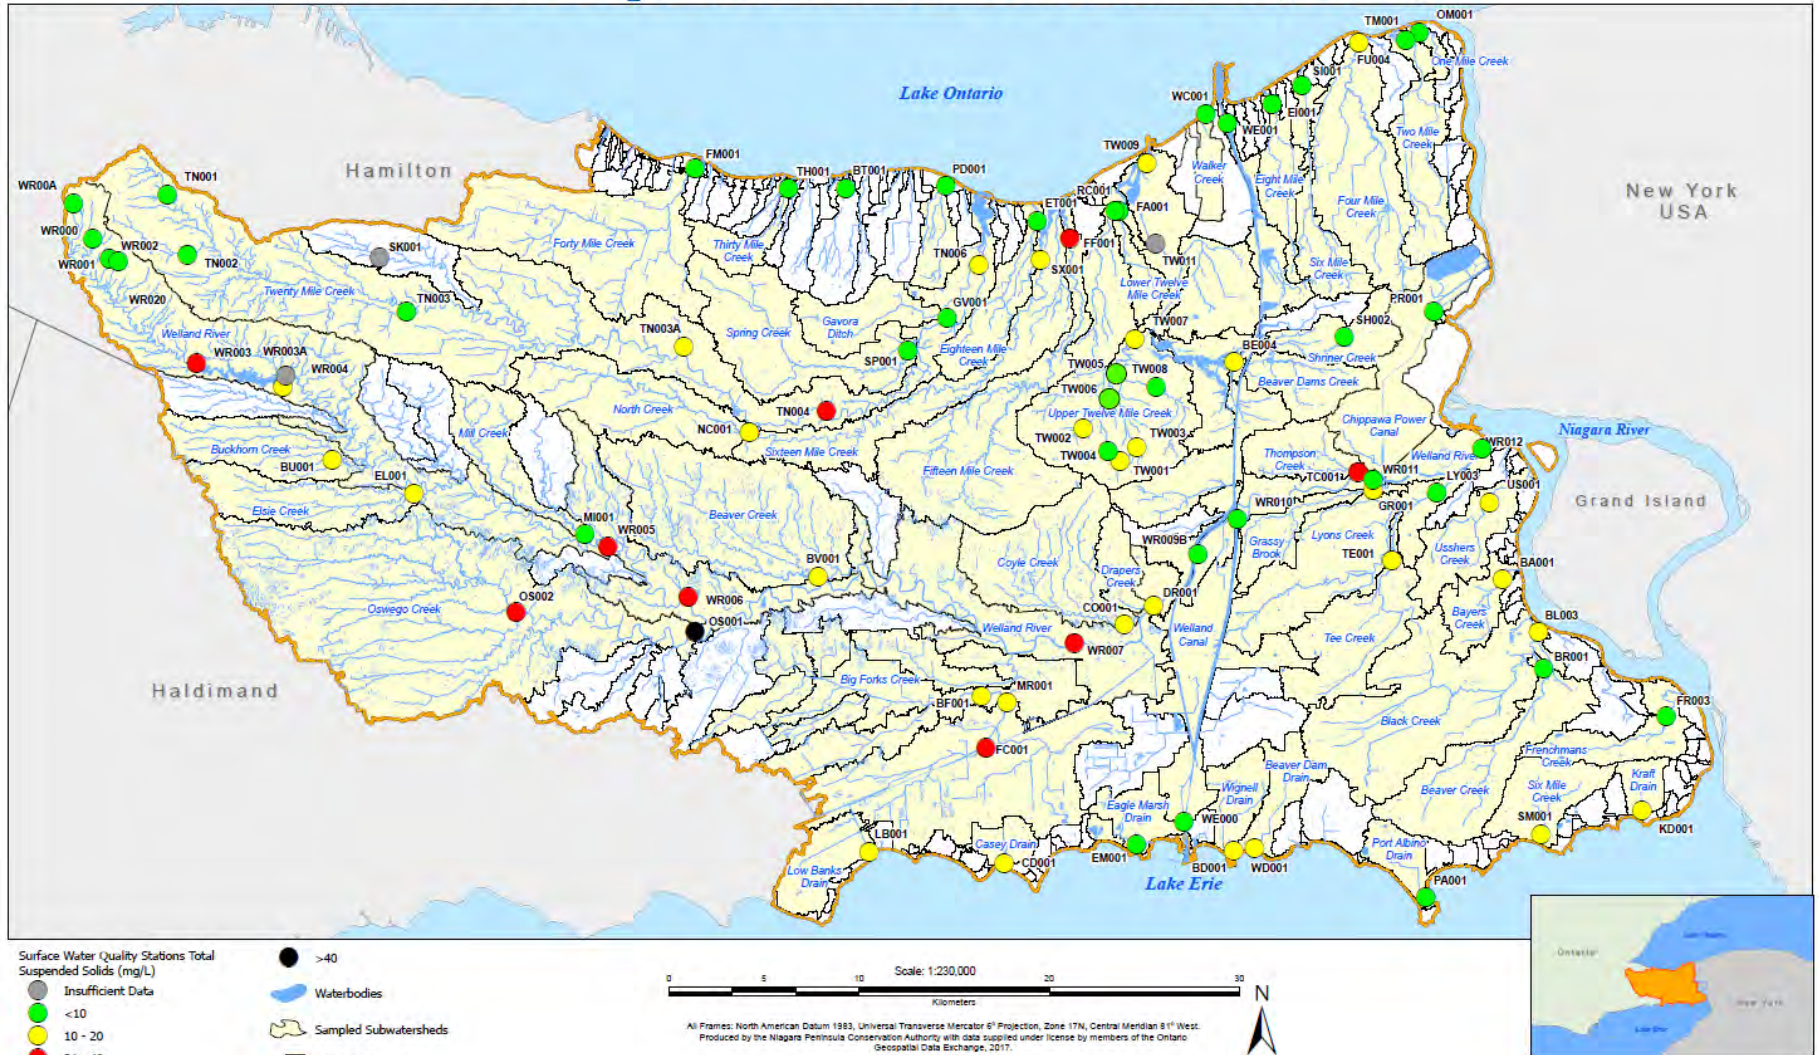 OM001
TM001
FU004
One Mile Creek
SI001
Lake Ontario
WC001
EI001
WE001
Two Mile
Creek
TW009
Hamilton
FM001
TH001
BT001
PD001
Walker
Creek
Eight Mile
Creek
New York
USA
WR00A
TN001
RC001
FA001
Four Mile
Creek
ET001
WR000
WR002
SK001
Forty Mile Creek
Thirty Mile
Creek
FF001
TW011
WR001
TN002
TN006
SX001
Six Mile
Creek
Lower Twelve
Mile Creek
WR020
Twenty Mile Creek
TN003
GV001
PR001
Welland River
TN003A
Spring Creek
Gavora
Ditch
TW007
SH002
WR003
WR003A
WR004
SP001
Eighteen Mile
Creek
BE004
Shriner Creek
TW005
TW008
Beaver Dams Creek
TW006
North Creek
TN004
Upper Twelve Mile Creek
Chippawa Power
Canal
Niagara River
Mill Creek
NC001
TW002
TW003
WR012
Buckhorn Creek
Sixteen Mile Creek
TW004
Thompson
Creek
Welland River
BU001
EL001
Fifteen Mile Creek
TW001
TC001
WR011
LY003
US001
Grand Island
WR010
GR001
Elsie Creek
MI001
Beaver Creek
WR005
WR009B
Grassy
Brook
Lyons Creek
Usshers
Creek
BV001
Coyle Creek
Drapers
Creek
TE001
BA001
Oswego Creek
OS002
WR006
DR001
CO001
Bayers
Creek
OS001
Welland River
Welland
Canal
Tee Creek
BL003
WR007
Haldimand
Big Forks Creek
MR001
BR001
BF001
Black Creek
FR003
FC001
Frenchmans
Creek
Beaver Dam
Drain
Wignell
Drain
Beaver Creek
Six Mile
Creek
Kraft
Drain
Eagle Marsh
Drain
WE000
SM001
KD001
LB001
Casey Drain
Port Albino
Drain
Low Banks
Drain
CD001
EM001
BD001
WD001
Lake Erie
PA001
Surface Water Quality Stations Total
Suspended Solids (mg/L)
Insufficient Data
<10
10 - 20
>40
Waterbodies
Sampled Subwatersheds
Scale: 1:230,000
0 5 10 20 30
Kilometers
N
All Frames: North American Datum 1983, Universal Transverse Mercator 6° Projection, Zone 17N, Central Meridian 81° West.
Produced by the Niagara Peninsula Conservation Authority with data supplied under license by members of the Ontario
Geospatial Data Exchange, 2017.
Ontario
New York
Lake Erie